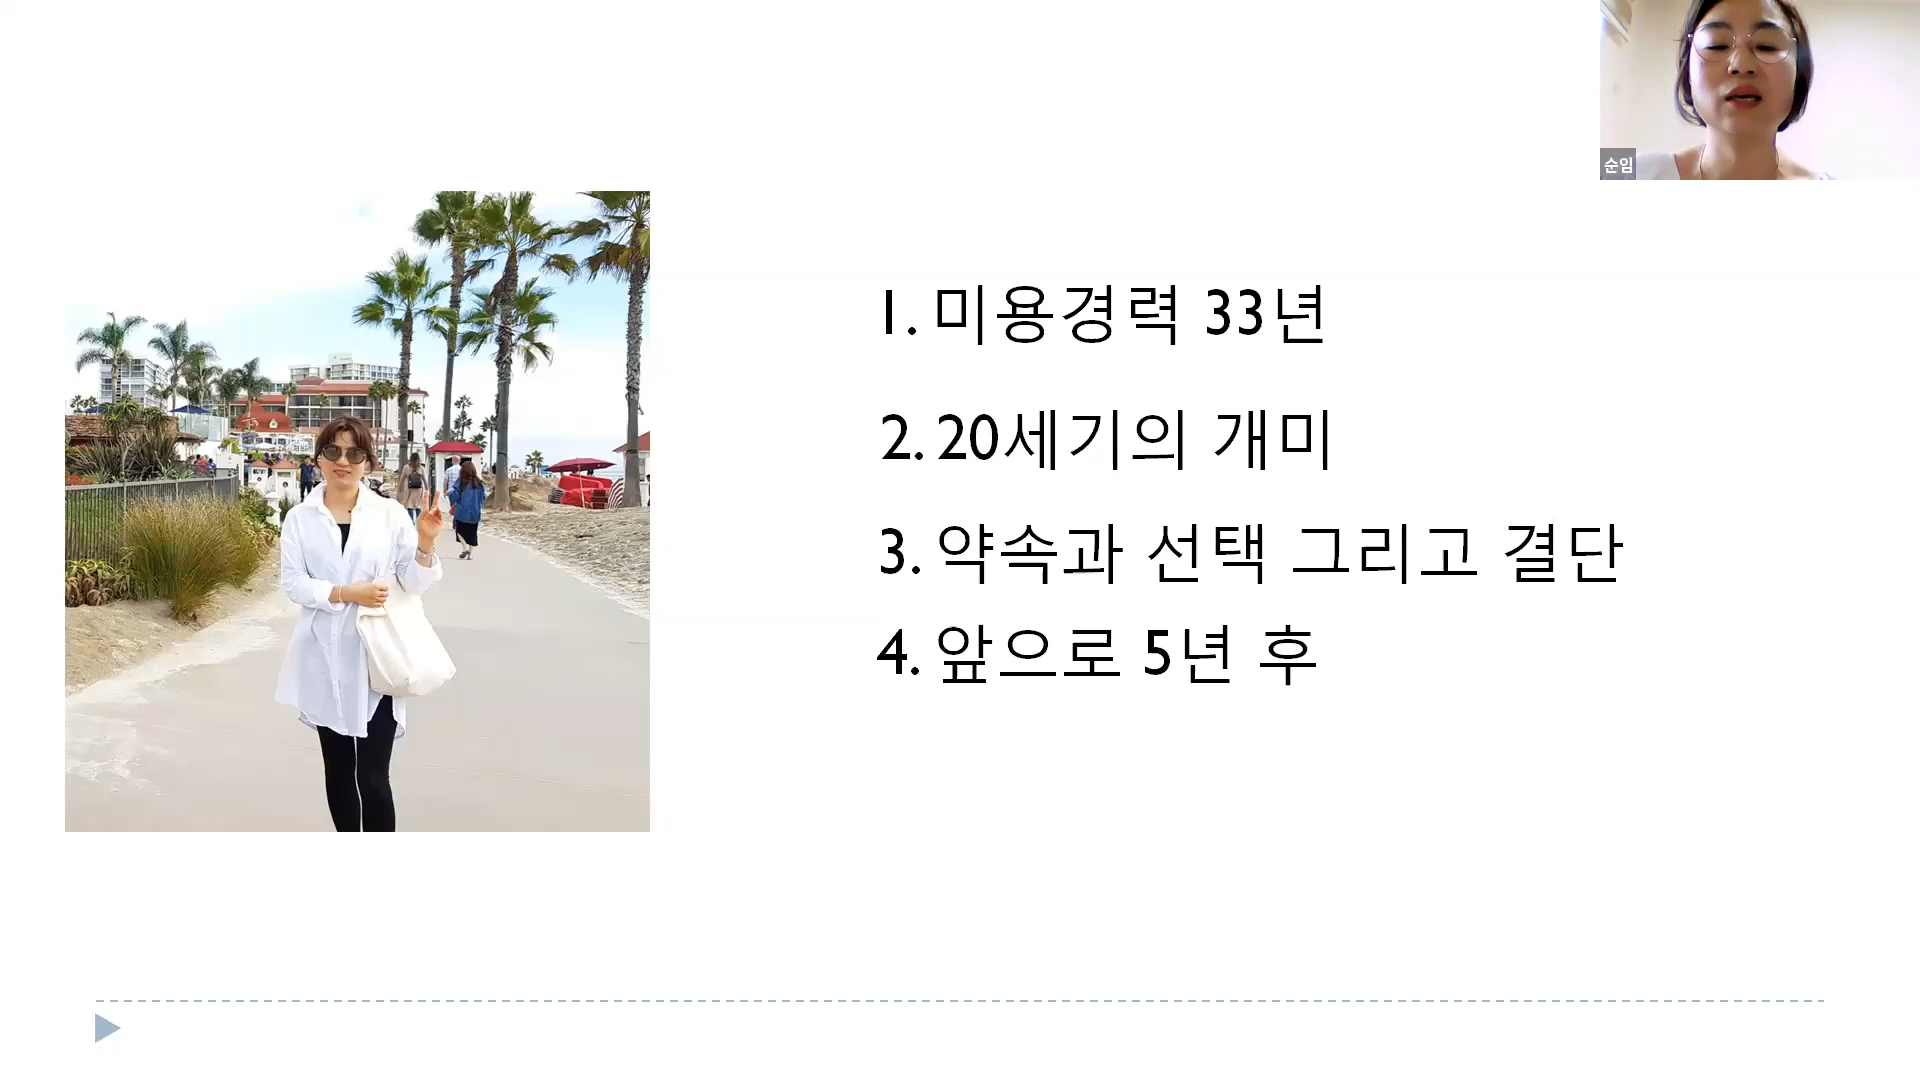 순임
1. 미용경력 33년
2. 20세기의 개미
3. 약속과 선택 그리고 결단
4. 앞으로 5년 후